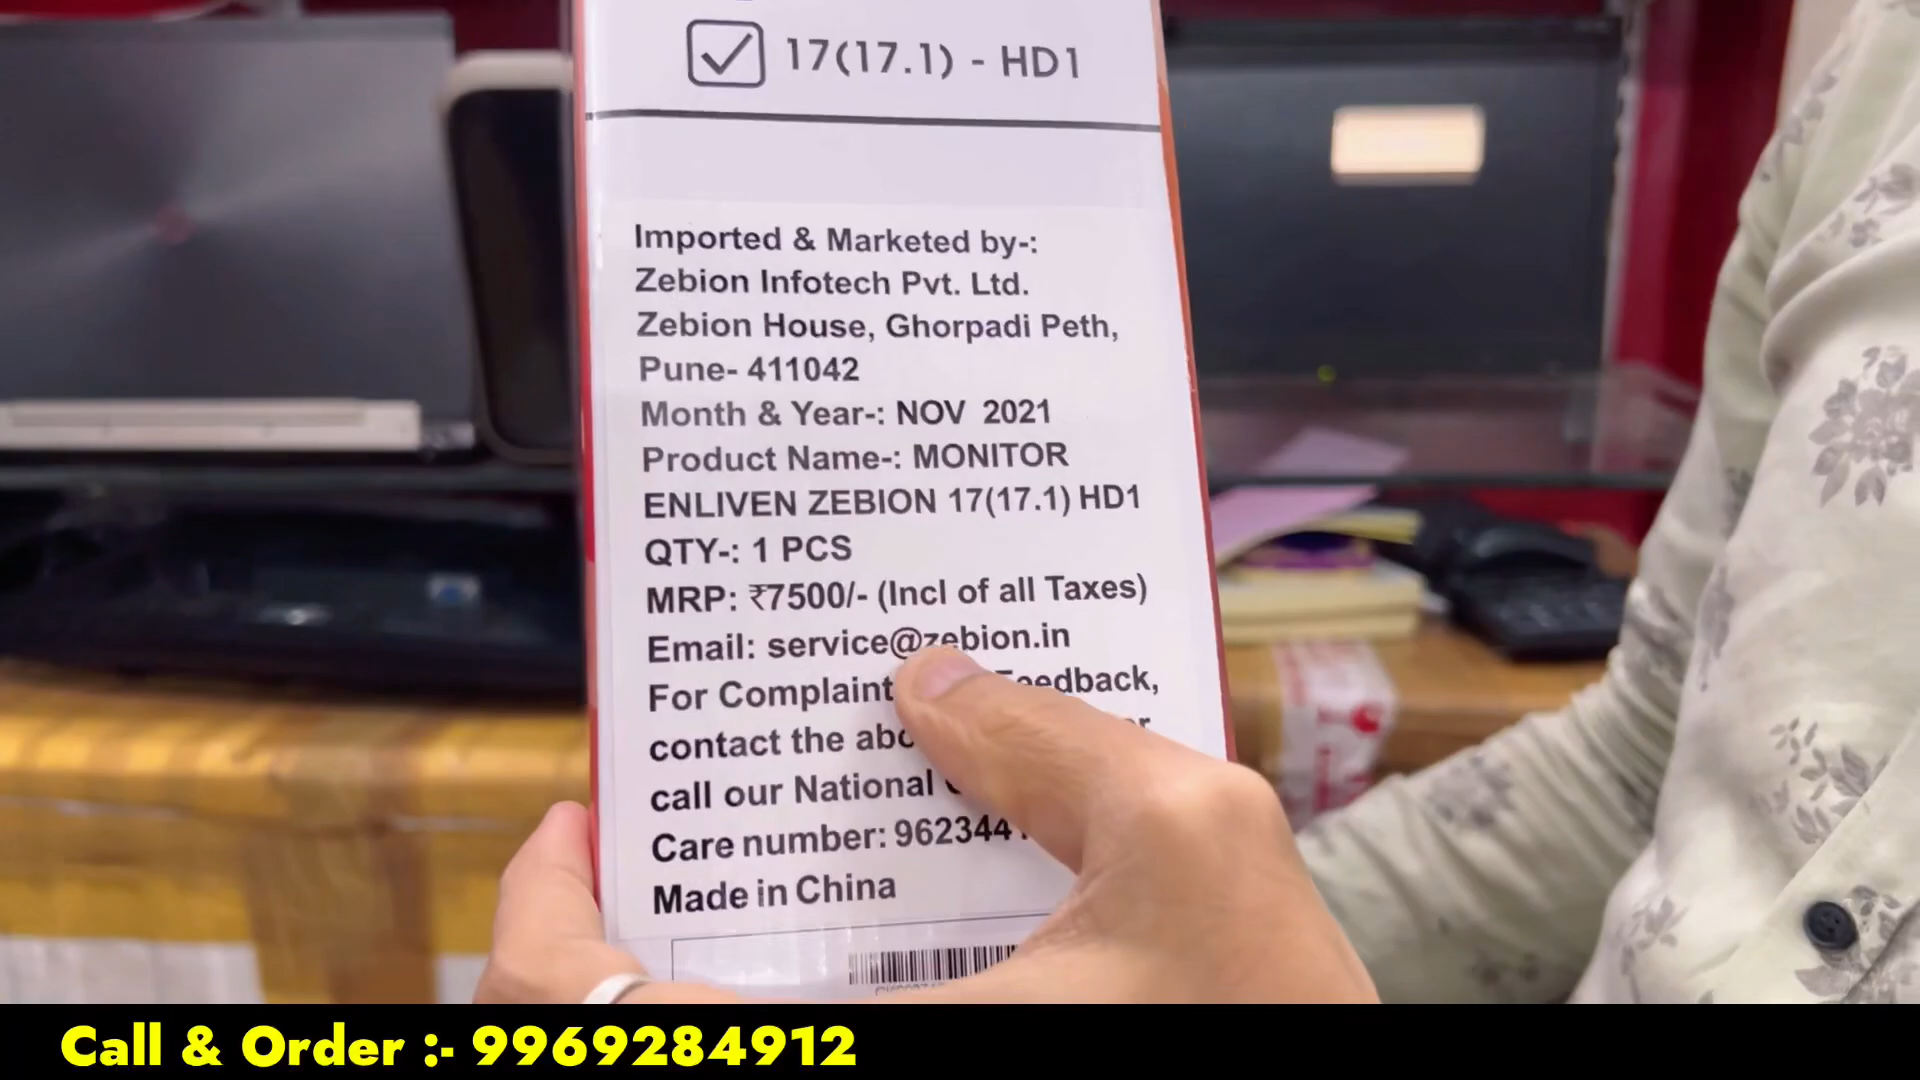 17(17.1) - HD1
Imported & Marketed by-:
Zebion Infotech Pvt. Ltd.
Zebion House, Ghorpadi Peth,
Pune- 411042
Month & Year-: NOV 2021
Product Name-: MONITOR
ENLIVEN ZEBION 17(17.1) HD1
QTY-: 1 PCS
MRP: ₹7500/- (Incl of all Taxes)
Email: service@zebion.in
For Complaint
contact the
call our National
Care number: 962344
Made in China
Call & Order :- 9969284912